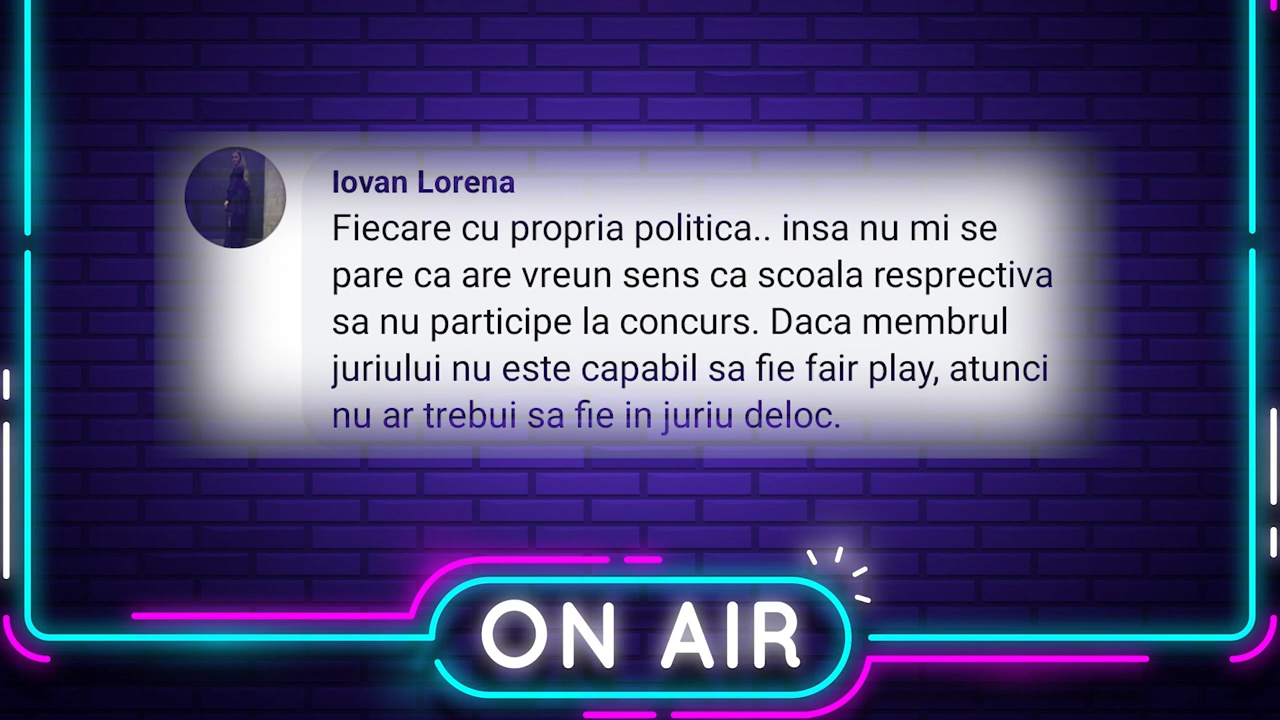 Iovan Lorena
Fiecare cu propria politica.. insa nu mi se
pare ca are vreun sens ca scoala resprectiva
sa nu participe la concurs. Daca membrul
juriului nu este capabil sa fie fair play, atunci
nu ar trebui sa fie in juriu deloc.
ON AIR